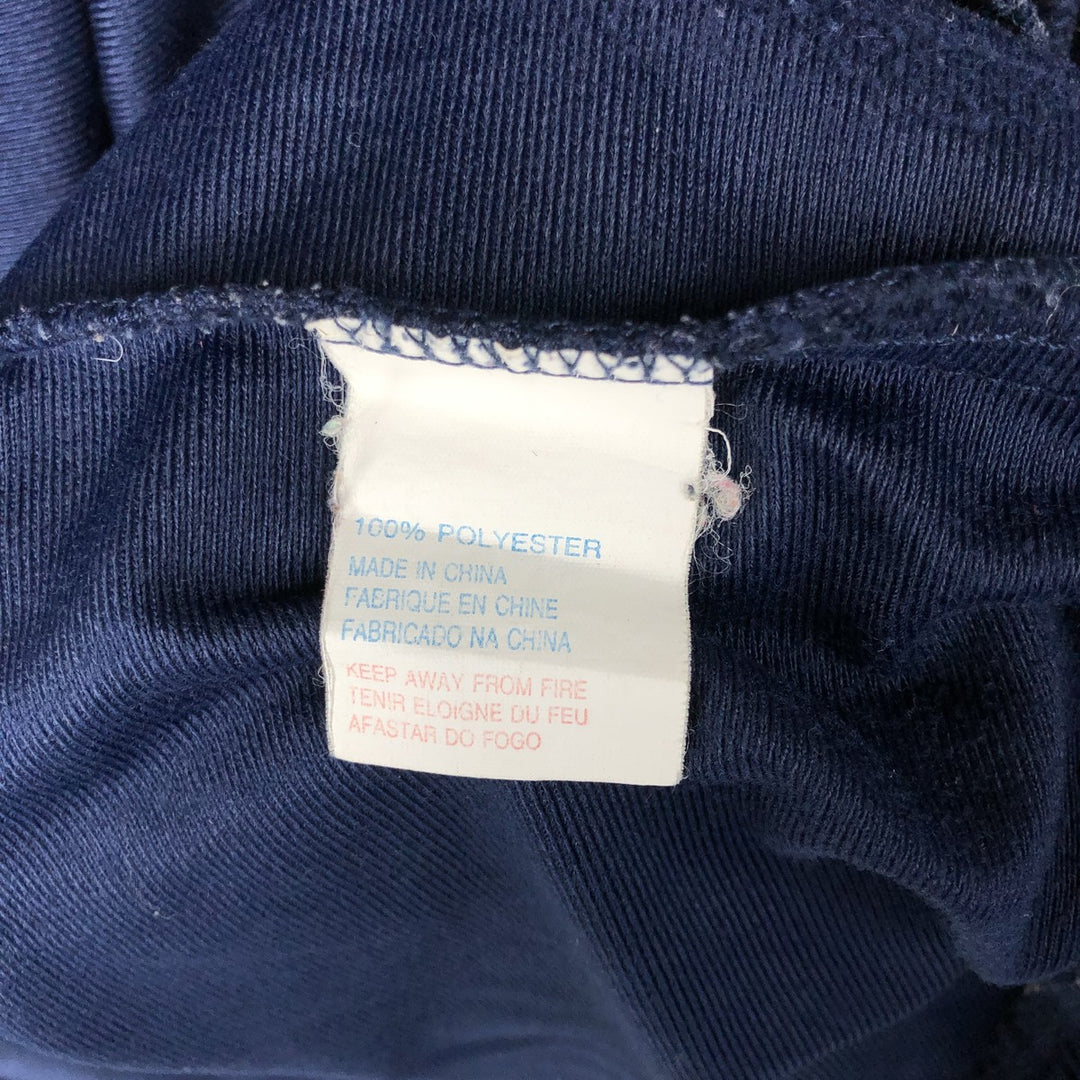 100% POLYESTER
MADE IN CHINA
FABRIQUE EN CHINE
FABRICADO NA CHINA
KEEP AWAY FROM FIRE
TENIR ELOIGNE DU FEU
AFASTAR DO FOGO